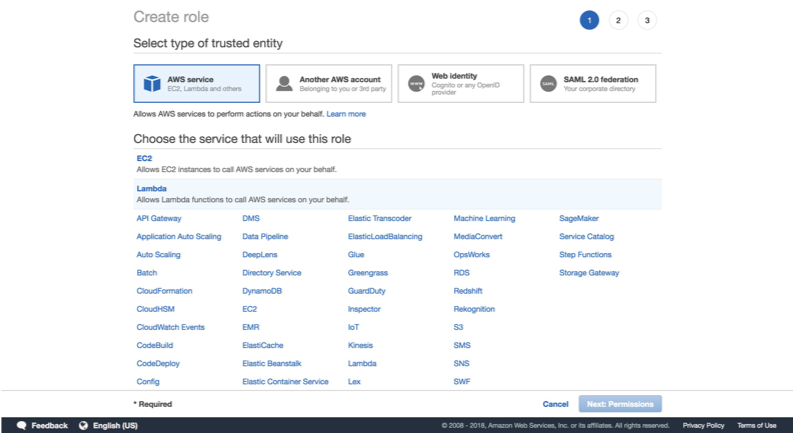 Create role
1 2 3
Select type of trusted entity
AWS service
EC2, Lambda and others
Another AWS account
Belonging to you or 3rd party
www
Web identity
Cognito or any OpenID
provider
SAML
SAML 2.0 federation
Your corporate directory
Allows AWS services to perform actions on your behalf. Learn more
Choose the service that will use this role
EC2
Allows EC2 instances to call AWS services on your behalf.
Lambda
Allows Lambda functions to call AWS services on your behalf.
API Gateway DMS Elastic Transcoder Machine Learning SageMaker
Application Auto Scaling Data Pipeline ElasticLoadBalancing MediaConvert Service Catalog
Auto Scaling DeepLens Glue OpsWorks Step Functions
Batch Directory Service Greengrass RDS Storage Gateway
CloudFormation DynamoDB GuardDuty Redshift
CloudHSM EC2 Inspector Rekognition
CloudWatch Events EMR IoT S3
CodeBuild ElastiCache Kinesis SMS
CodeDeploy Elastic Beanstalk Lambda SNS
Config Elastic Container Service Lex SWF
* Required Cancel Next: Permissions
Feedback English (US) © 2008 - 2018, Amazon Web Services, Inc. or its affiliates. All rights reserved. Privacy Policy Terms of Use